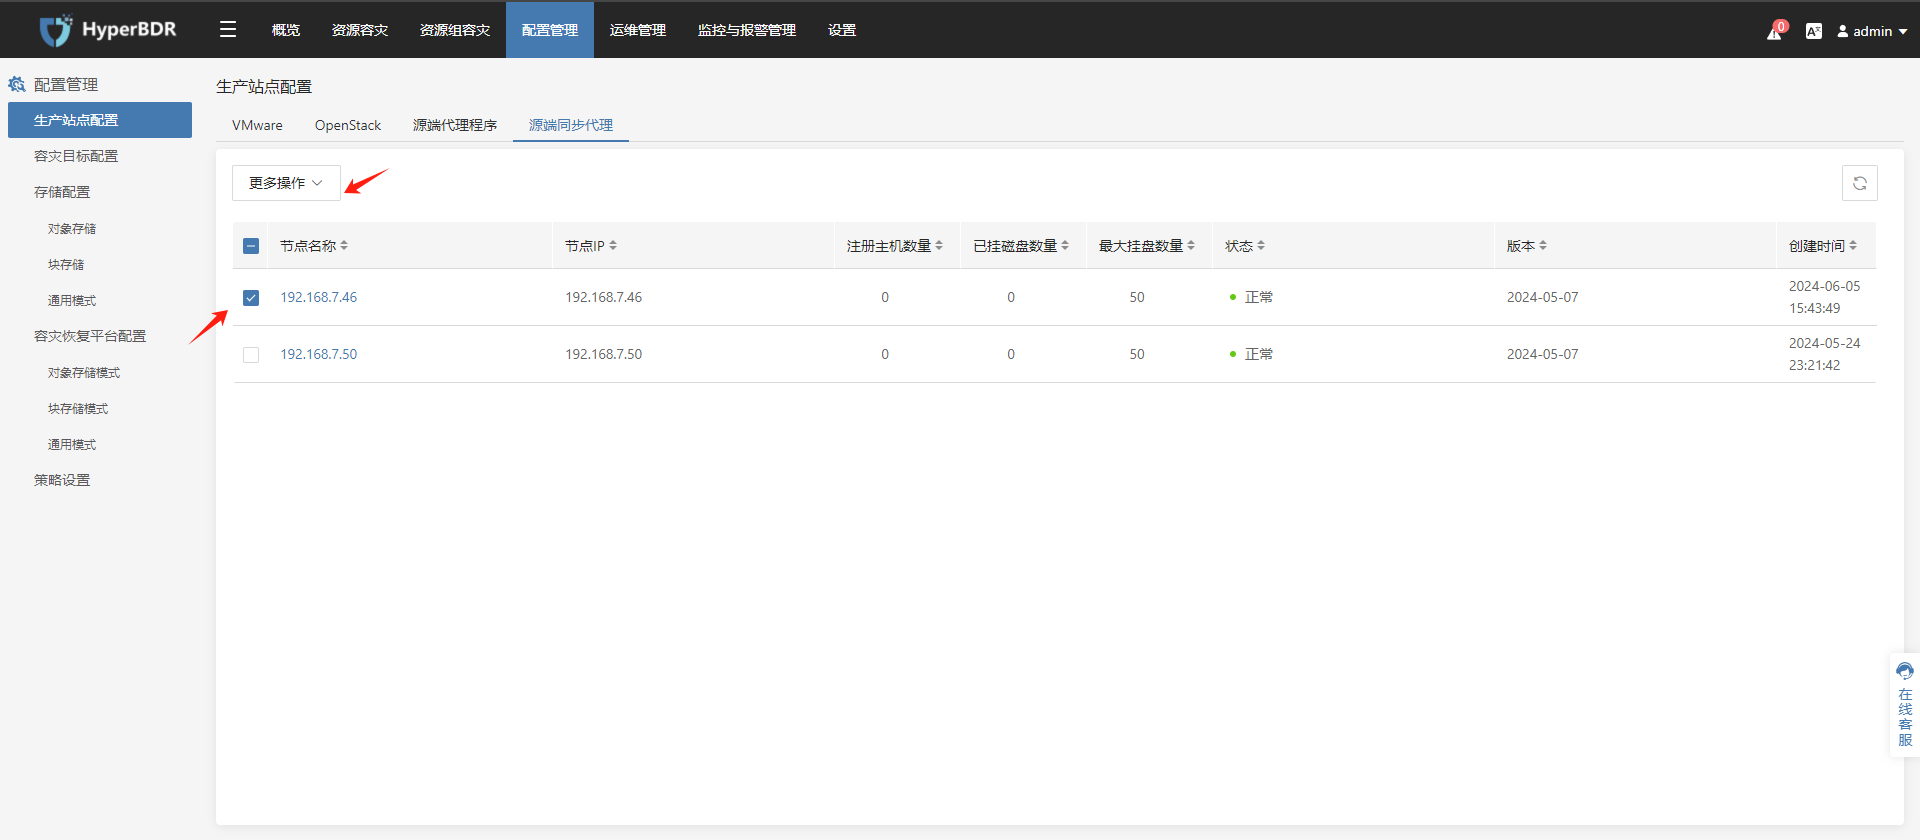 HyperBDR
概览 资源容灾 资源组容灾 配置管理 运维管理 监控与报警管理 设置
0
admin
配置管理
生产站点配置
容灾目标配置
存储配置
对象存储
块存储
通用模式
容灾恢复平台配置
对象存储模式
块存储模式
通用模式
策略设置
生产站点配置
VMware OpenStack 源端代理程序 源端同步代理
更多操作
节点名称 节点IP 注册主机数量 已挂磁盘数量 最大挂盘数量 状态 版本 创建时间
192.168.7.46 192.168.7.46 0 0 50 正常 2024-05-07 2024-06-05
15:43:49
192.168.7.50 192.168.7.50 0 0 50 正常 2024-05-07 2024-05-24
23:21:42
在
线
客
服